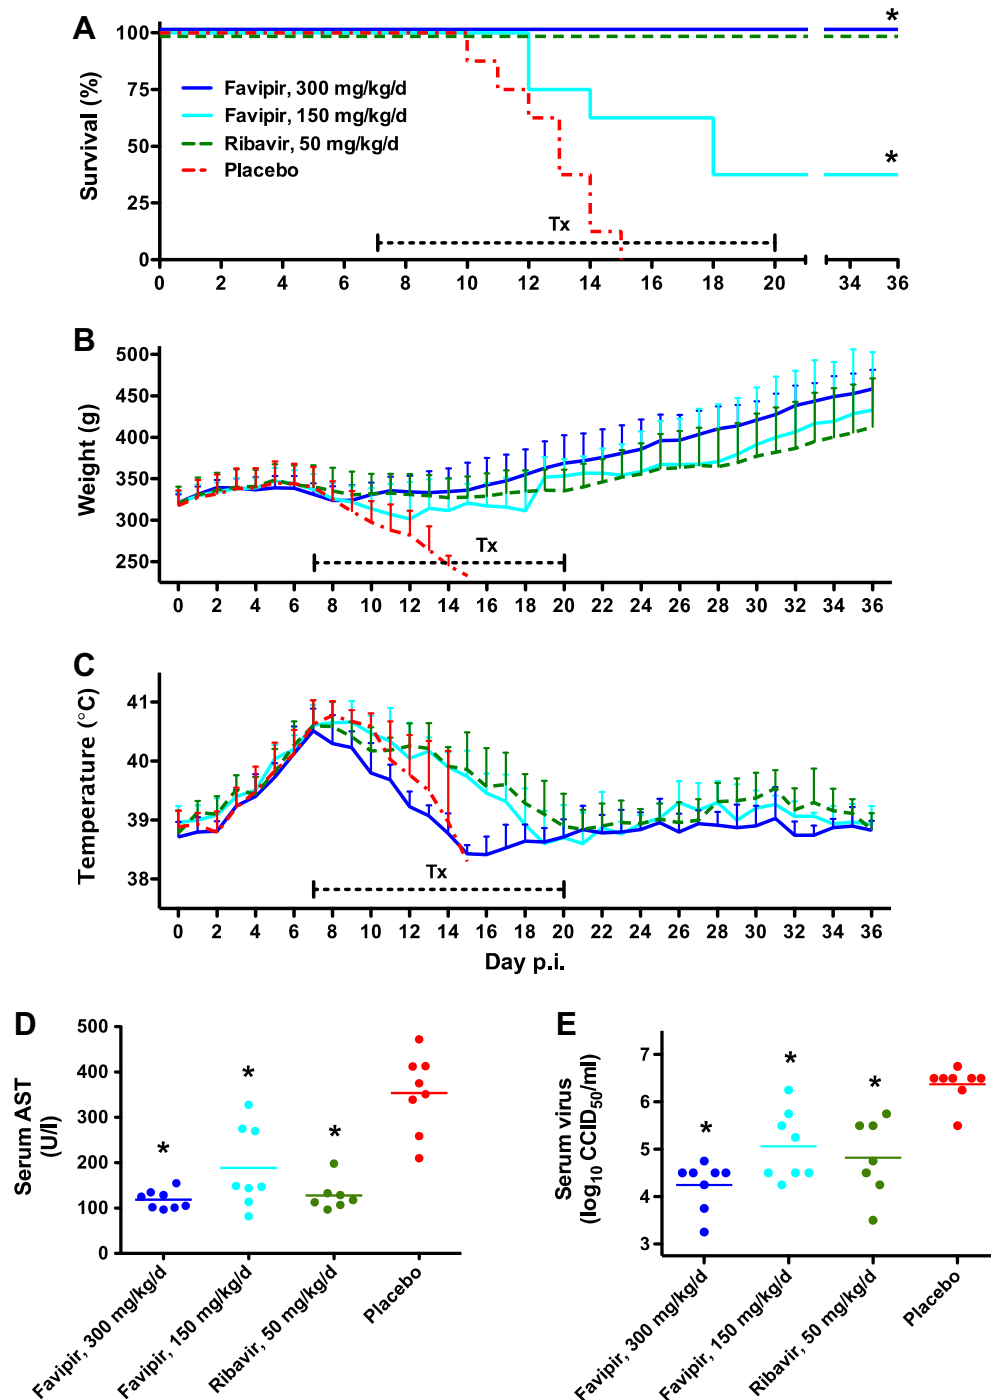 A
Survival (%)
100
75
50
25
0
Favipir, 300 mg/kg/d
Favipir, 150 mg/kg/d
Ribavir, 50 mg/kg/d
Placebo
*
*
Tx
0 2 4 6 8 10 12 14 16 18 20 34 36
B
Weight (g)
500
450
400
350
300
250
Tx
0 2 4 6 8 10 12 14 16 18 20 22 24 26 28 30 32 34 36
C
Temperature (°C)
41
40
39
38
Tx
0 2 4 6 8 10 12 14 16 18 20 22 24 26 28 30 32 34 36
Day p.i.
D
Serum AST
(U/l)
500
400
300
200
100
0
* * *
Favipir, 300 mg/kg/d
Favipir, 150 mg/kg/d
Ribavir, 50 mg/kg/d
Placebo
E
Serum virus
(log10 CCID50/ml)
7
6
5
4
3
* * *
Favipir, 300 mg/kg/d
Favipir, 150 mg/kg/d
Ribavir, 50 mg/kg/d
Placebo